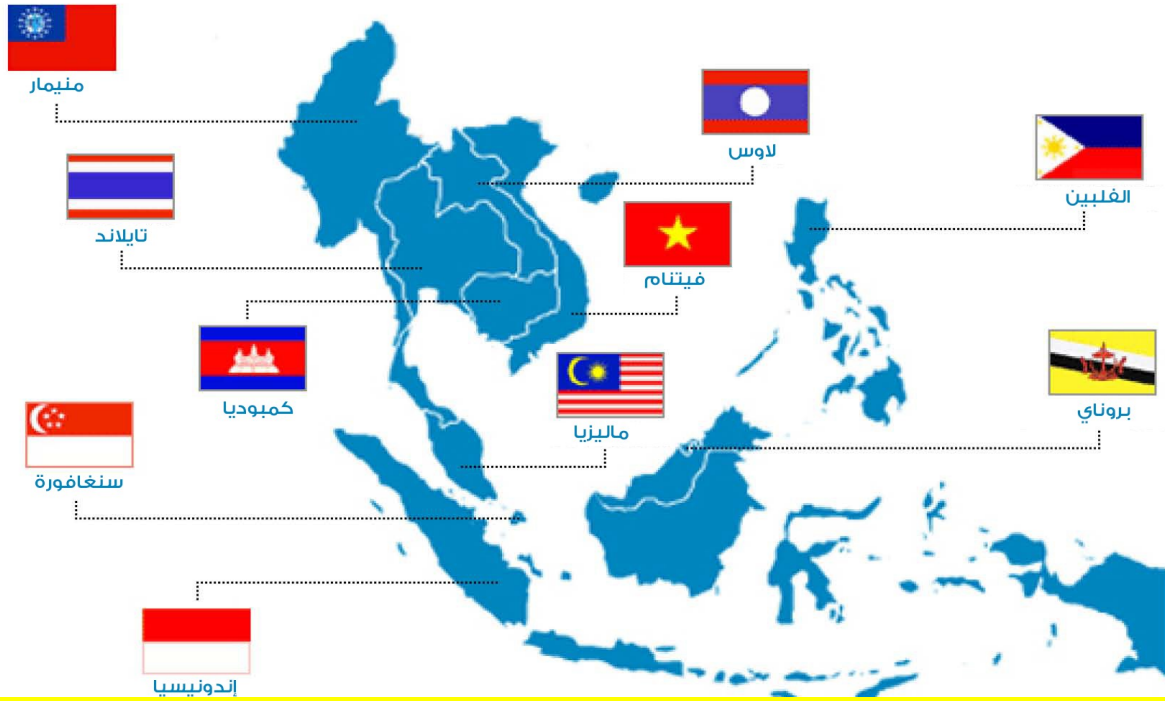 منيمار
لاوس
الفلبين
تايلاند
فيتنام
كمبوديا
ماليزيا
بروناي
سنغافورة
إندونيسيا